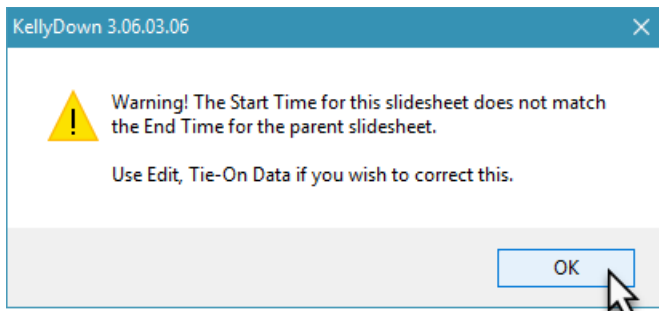 KellyDown 3.06.03.06
Warning! The Start Time for this slidesheet does not match
the End Time for the parent slidesheet.
Use Edit, Tie-On Data if you wish to correct this.
OK